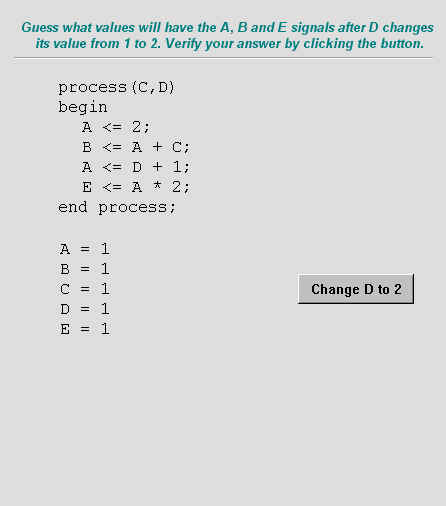 Guess what values will have the A, B and E signals after D changes
its value from 1 to 2. Verify your answer by clicking the button.
process(C,D)
begin
A <= 2;
B <= A + C;
A <= D + 1;
E <= A * 2;
end process;
A = 1
B = 1
C = 1
D = 1
E = 1
Change D to 2